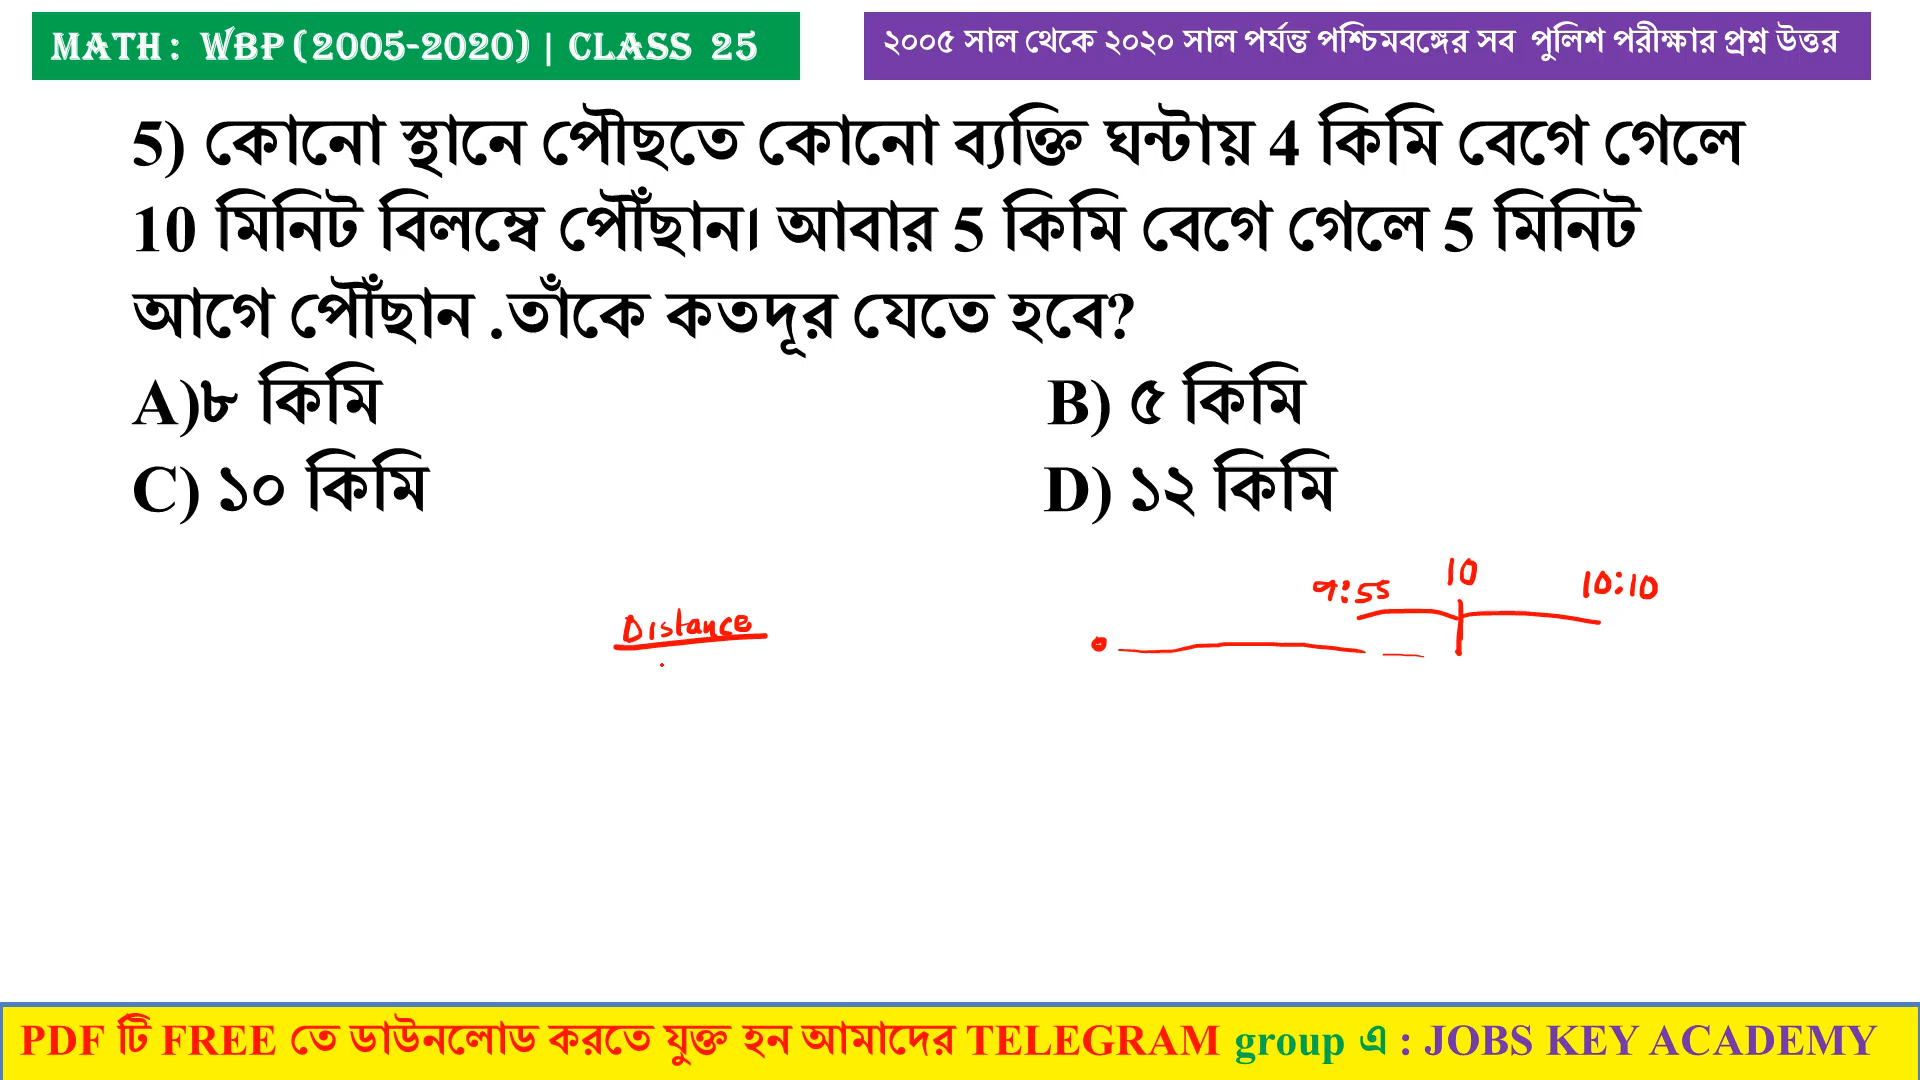 MATH : WBP (2005-2020) | CLASS 25
২০০৫ সাল থেকে ২০২০ সাল পর্যন্ত পশ্চিমবঙ্গের সব পুলিশ পরীক্ষার প্রশ্ন উত্তর
5) কোনো স্থানে পৌছতে কোনো ব্যক্তি ঘন্টায় 4 কিমি বেগে গেলে
10 মিনিট বিলম্বে পৌঁছান। আবার 5 কিমি বেগে গেলে 5 মিনিট
আগে পৌঁছান .তাঁকে কতদূর যেতে হবে?
A)৮ কিমি B) ৫ কিমি
C) ১০ কিমি D) ১২ কিমি
9:55 10 10:10
Distance
PDF টি FREE তে ডাউনলোড করতে যুক্ত হন আমাদের TELEGRAM group এ : JOBS KEY ACADEMY